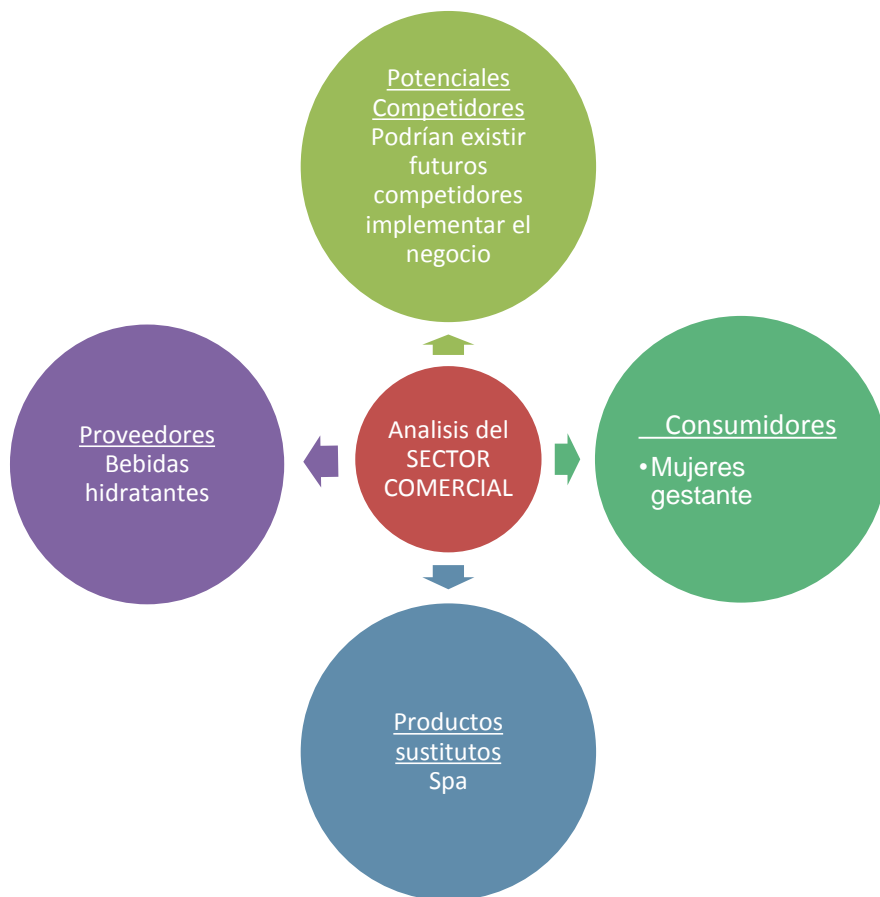 Potenciales
Competidores
Podrían existir
futuros
competidores
implementar el
negocio
Proveedores
Bebidas
hidratantes
Analisis del
SECTOR
COMERCIAL
Consumidores
•Mujeres
gestante
Productos
sustitutos
Spa